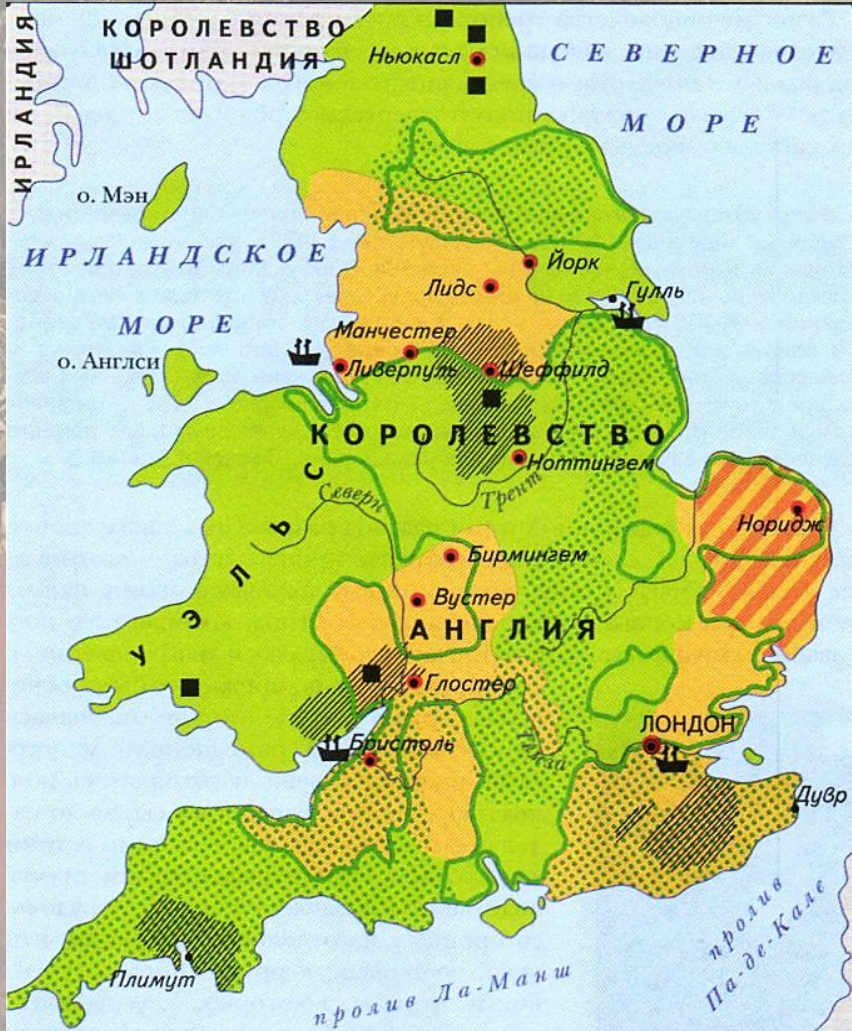 КОРОЛЕВСТВО
ШОТЛАНДИЯ
ИРЛАНДИЯ
Ньюкасл
СЕВЕРНОЕ
МОРЕ
о. Мэн
ИРЛАНДСКОЕ
МОРЕ
Йорк
Лидс
Гулль
Манчестер
о. Англси
Ливерпуль
Шеффилд
КОРОЛЕВСТВО
Ноттингем
Северн
Трент
УЭЛЬС
Норидж
Бирмингем
Вустер
АНГЛИЯ
Глостер
Бристоль
Темза
ЛОНДОН
Дувр
Плимут
пролив Ла-Манш
пролив
Па-де-Кале